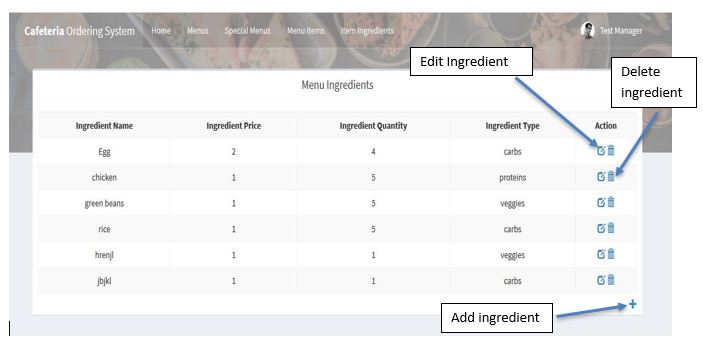 Cafeteria Ordering System Home Menus Special Menus Menu Items Item Ingredients Test Manager
Edit Ingredient
Delete
ingredient
Menu Ingredients
Ingredient Name Ingredient Price Ingredient Quantity Ingredient Type Action
Egg 2 4 carbs
chicken 1 5 proteins
green beans 1 5 veggies
rice 1 5 carbs
hrenjl 1 1 veggies
jbjkl 1 1 carbs
Add ingredient